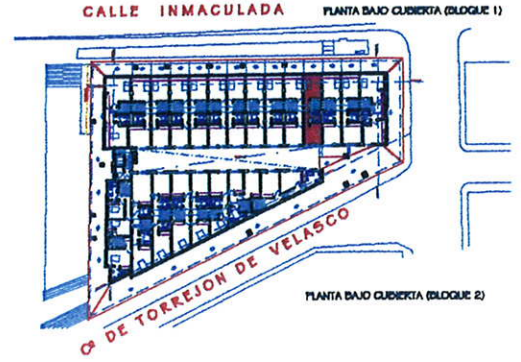 CALLE INMACULADA
PLANTA BAJO CUBIERTA (BLOQUE 1)
Cº DE TORREJON DE VELASCO
PLANTA BAJO CUBIERTA (BLOQUE 2)